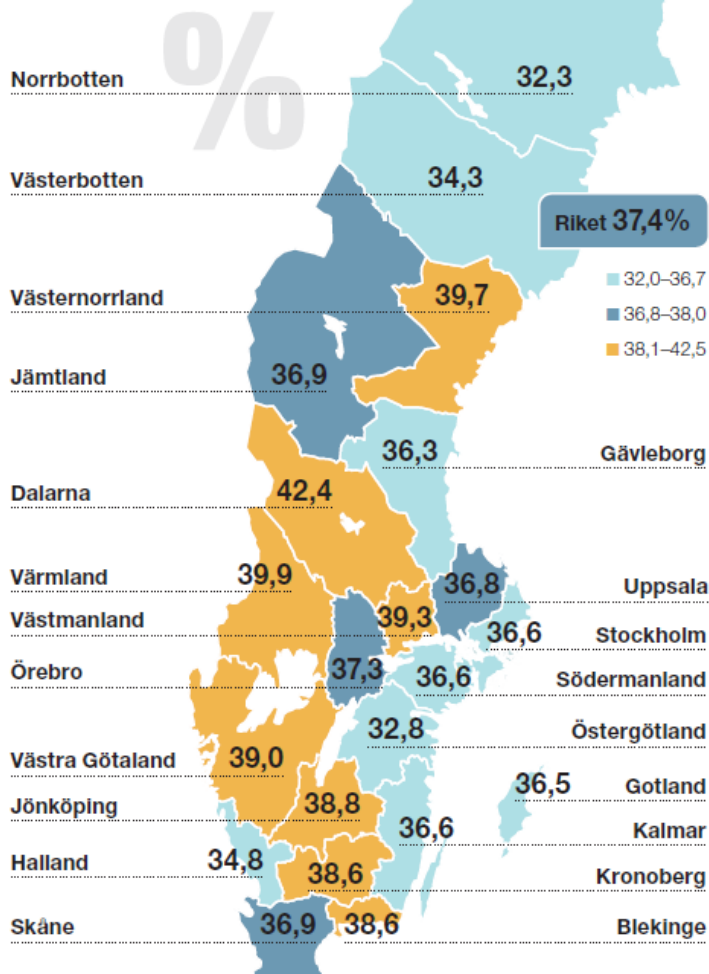 %
Norrbotten 32,3
Västerbotten 34,3
Riket 37,4%
32,0–36,7
36,8–38,0
38,1–42,5
Västernorrland 39,7
Jämtland 36,9
36,3 Gävleborg
Dalarna 42,4
Värmland 39,9
36,8 Uppsala
Västmanland 39,3
36,6 Stockholm
Örebro 37,3
36,6 Södermanland
32,8 Östergötland
Västra Götaland 39,0
36,5 Gotland
Jönköping 38,8
36,6 Kalmar
Halland 34,8
38,6 Kronoberg
Skåne 36,9
38,6 Blekinge